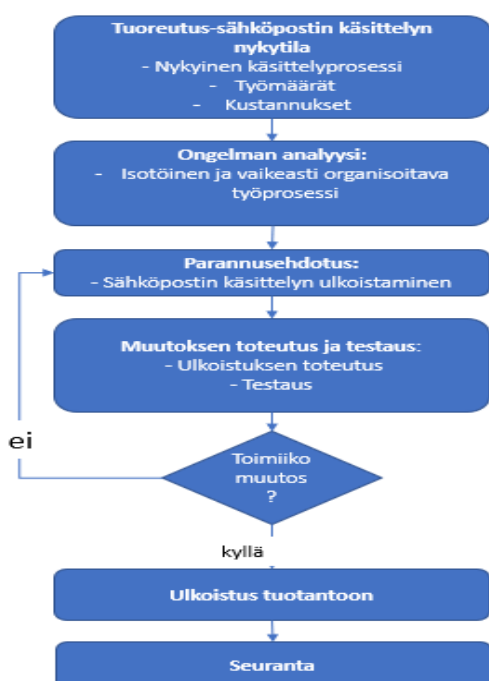 Tuoreutus-sähköpostin käsittelyn
nykytila
- Nykyinen käsittelyprosessi
- Työmäärät
- Kustannukset
Ongelman analyysi:
- Isotöinen ja vaikeasti organisoitava
työprosessi
Parannusehdotus:
- Sähköpostin käsittelyn ulkoistaminen
Muutoksen toteutus ja testaus:
- Ulkoistuksen toteutus
- Testaus
ei
Toimiiko
muutos
?
kyllä
Ulkoistus tuotantoon
Seuranta